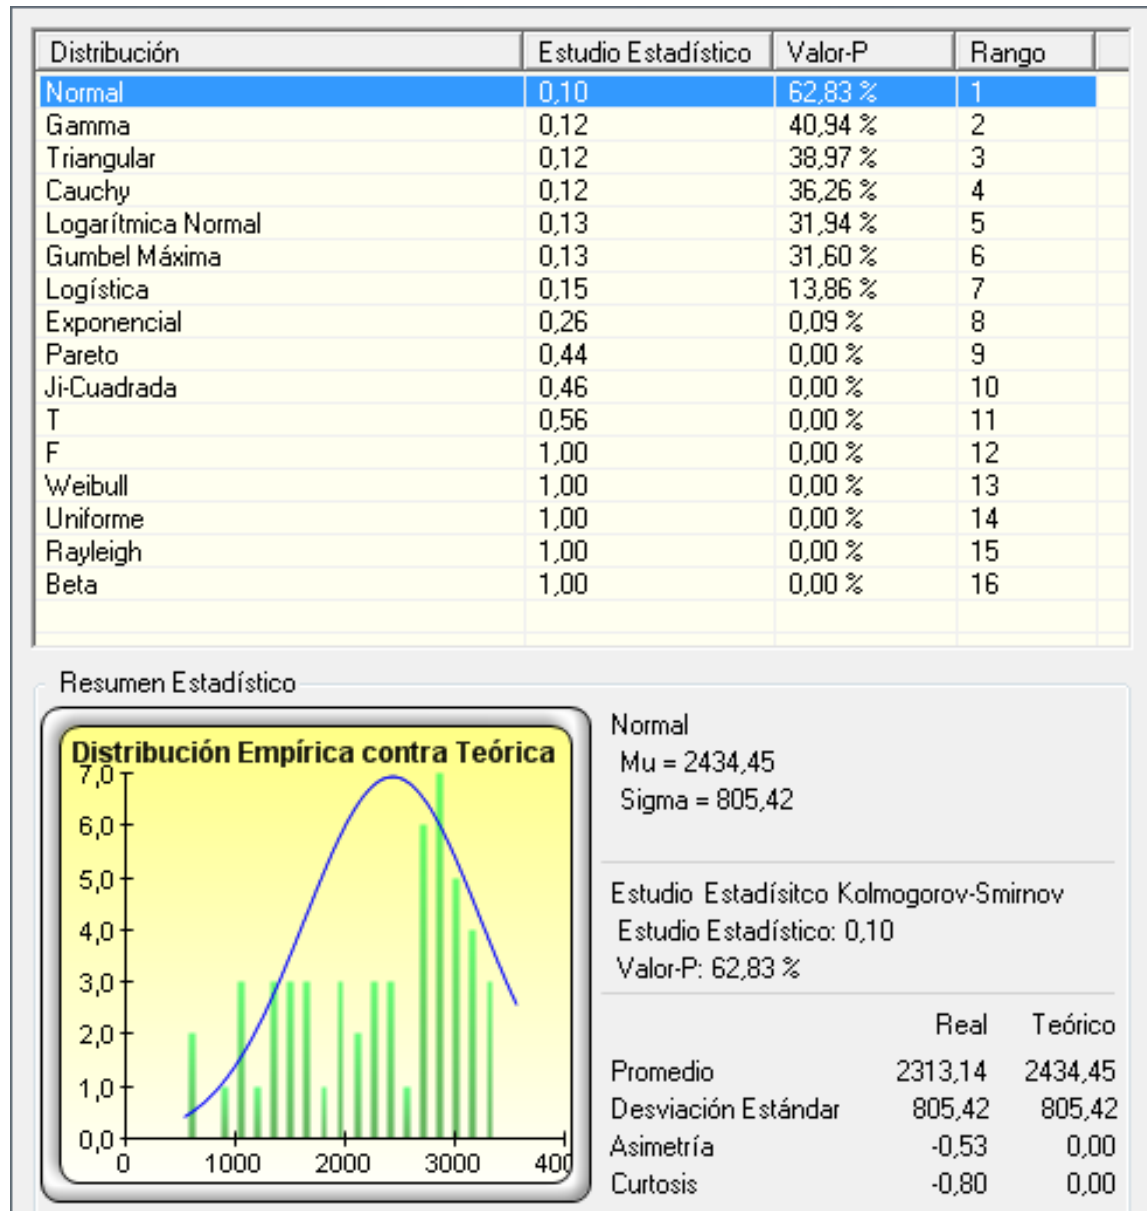 Distribución Estudio Estadístico Valor-P Rango
Normal 0,10 62,83 % 1
Gamma 0,12 40,94 % 2
Triangular 0,12 38,97 % 3
Cauchy 0,12 36,26 % 4
Logarítmica Normal 0,13 31,94 % 5
Gumbel Máxima 0,13 31,60 % 6
Logística 0,15 13,86 % 7
Exponencial 0,26 0,09 % 8
Pareto 0,44 0,00 % 9
Ji-Cuadrada 0,46 0,00 % 10
T 0,56 0,00 % 11
F 1,00 0,00 % 12
Weibull 1,00 0,00 % 13
Uniforme 1,00 0,00 % 14
Rayleigh 1,00 0,00 % 15
Beta 1,00 0,00 % 16
Resumen Estadístico
Distribución Empírica contra Teórica
7,0
6,0
5,0
4,0
3,0
2,0
1,0
0,0
0 1000 2000 3000 400
Normal
Mu = 2434,45
Sigma = 805,42
Estudio Estadísitco Kolmogorov-Smirnov
Estudio Estadístico: 0,10
Valor-P: 62,83 %
Real Teórico
Promedio 2313,14 2434,45
Desviación Estándar 805,42 805,42
Asimetría -0,53 0,00
Curtosis -0,80 0,00